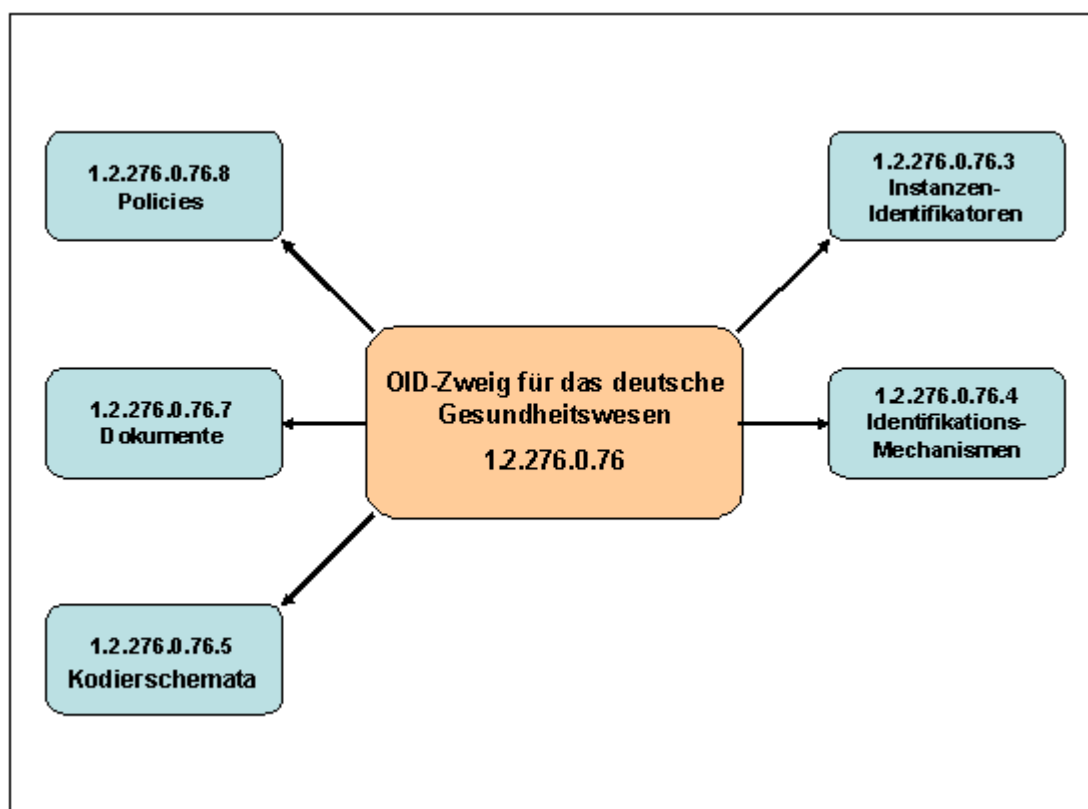 1.2.276.0.76.8
Policies
1.2.276.0.76.3
Instanzen-
Identifikatoren
OID-Zweig für das deutsche
Gesundheitswesen
1.2.276.0.76
1.2.276.0.76.7
Dokumente
1.2.276.0.76.4
Identifikations-
Mechanismen
1.2.276.0.76.5
Kodierschemata